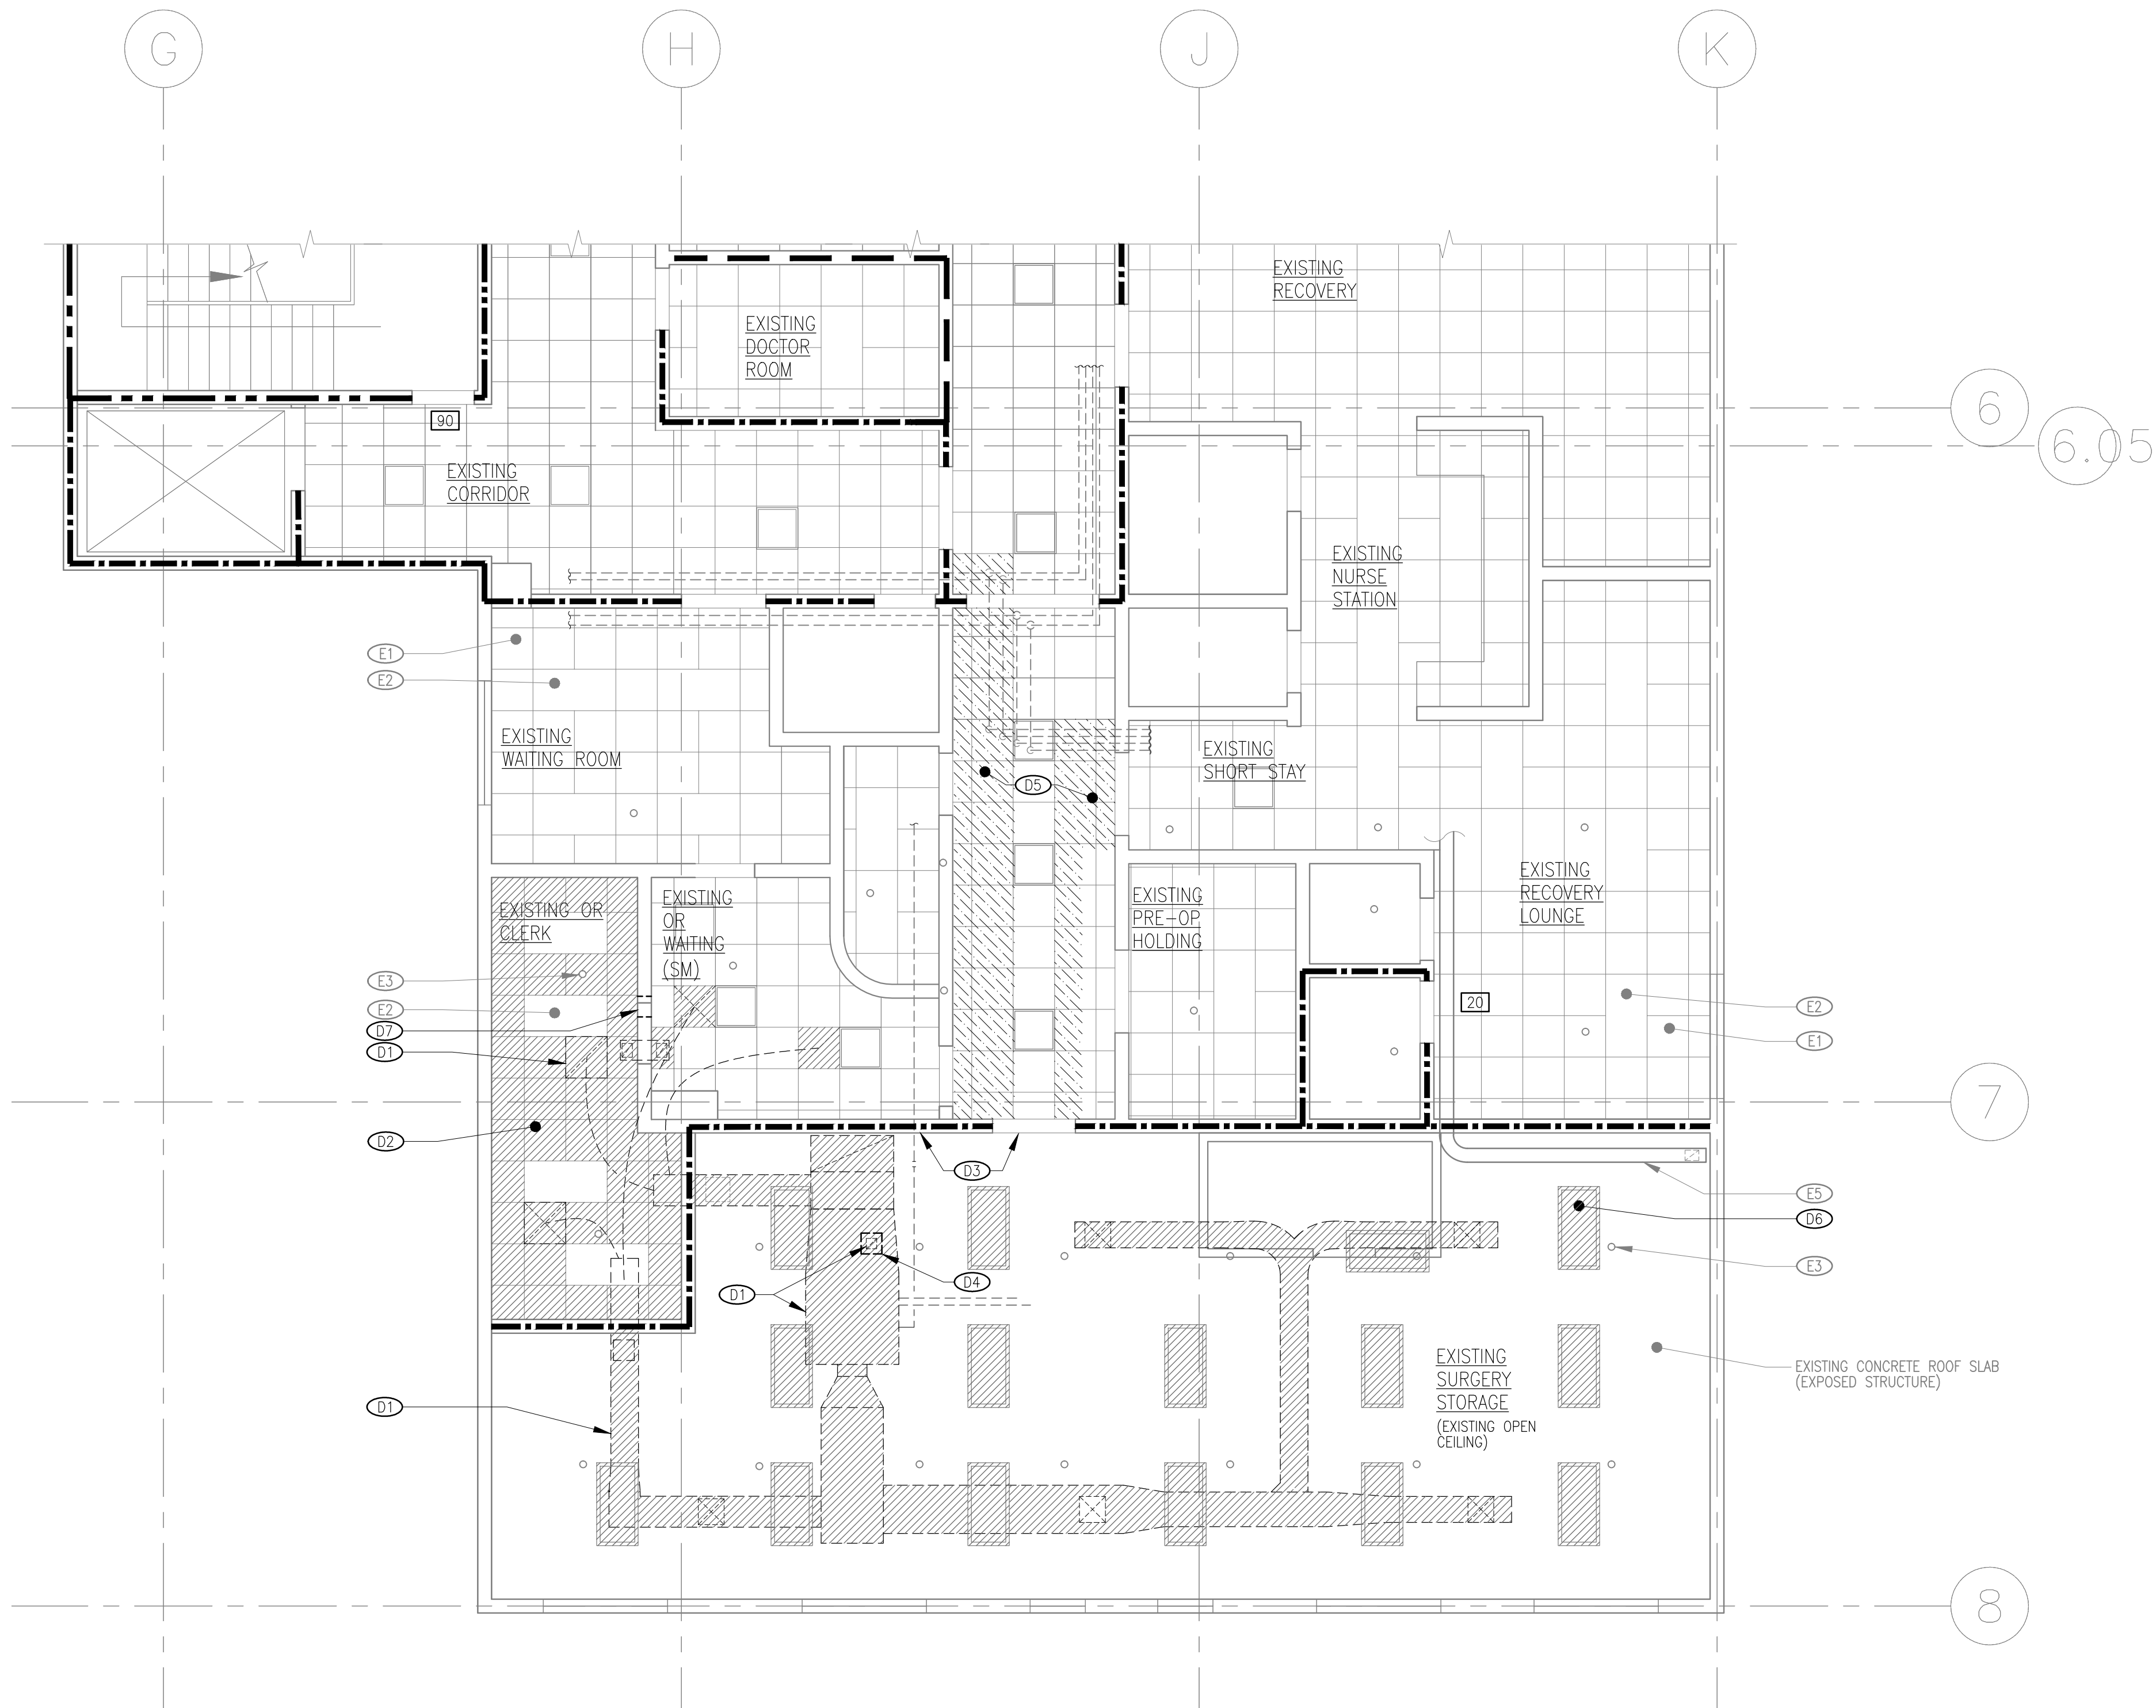 G
H
J
K
EXISTING
RECOVERY
EXISTING
DOCTOR
ROOM
6
90
6.05
EXISTING
CORRIDOR
EXISTING
NURSE
STATION
E1
E2
EXISTING
WAITING ROOM
EXISTING
SHORT STAY
D5
EXISTING OR
CLERK
EXISTING
OR
WAITING
(SM)
EXISTING
PRE-OP
HOLDING
EXISTING
RECOVERY
LOUNGE
E3
E2
D7
D1
20
E2
E1
7
D2
D3
E5
D6
E3
D1
D4
EXISTING
SURGERY
STORAGE
(EXISTING OPEN
CEILING)
EXISTING CONCRETE ROOF SLAB
(EXPOSED STRUCTURE)
D1
8